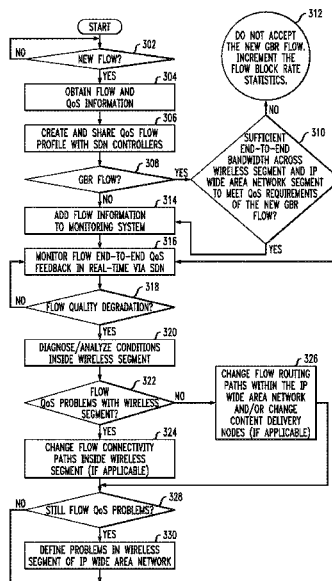 START
302
NEW FLOW?
NO
YES
304
OBTAIN FLOW AND
QoS INFORMATION
306
CREATE AND SHARE QoS FLOW
PROFILE WITH SDN CONTROLLERS
308
GBR FLOW?
YES
NO
314
ADD FLOW INFORMATION
TO MONITORING SYSTEM
316
MONITOR FLOW END-TO-END QoS
FEEDBACK IN REAL-TIME VIA SDN
318
FLOW QUALITY DEGRADATION?
NO
YES
320
DIAGNOSE/ANALYZE CONDITIONS
INSIDE WIRELESS SEGMENT
322
FLOW
QoS PROBLEMS WITH WIRELESS
SEGMENT?
NO
YES
324
CHANGE FLOW CONNECTIVITY
PATHS INSIDE WIRELESS
SEGMENT (IF APPLICABLE)
328
STILL FLOW QoS PROBLEMS?
NO
YES
330
DEFINE PROBLEMS IN WIRELESS
SEGMENT OF IP WIDE AREA NETWORK
312
DO NOT ACCEPT
THE NEW GBR FLOW.
INCREMENT THE
FLOW BLOCK RATE
STATISTICS.
NO
310
SUFFICIENT
END-TO-END
BANDWIDTH ACROSS
WIRELESS SEGMENT AND IP
WIDE AREA NETWORK SEGMENT
TO MEET QoS REQUIREMENTS
OF THE NEW GBR
FLOW?
YES
326
CHANGE FLOW ROUTING
PATHS WITHIN THE IP
WIDE AREA NETWORK
AND/OR CHANGE
CONTENT DELIVERY
NODES (IF APPLICABLE)